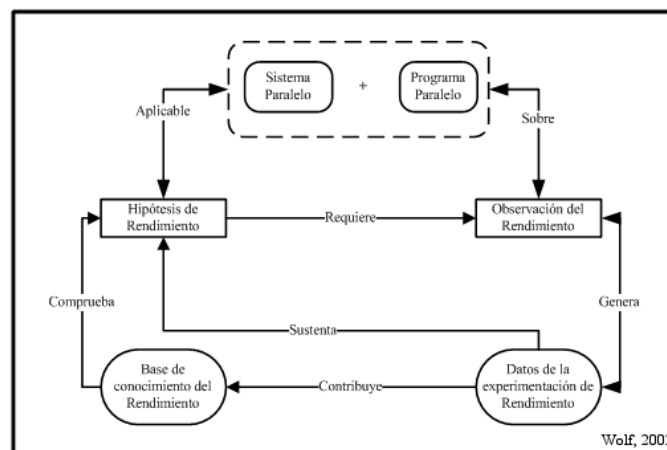 Sistema
Paralelo
+
Programa
Paralelo
Aplicable
Sobre
Hipótesis de
Rendimiento
Requiere
Observación del
Rendimiento
Comprueba
Genera
Sustenta
Base de
conocimiento del
Rendimiento
Contribuye
Datos de la
experimentación de
Rendimiento
Wolf,